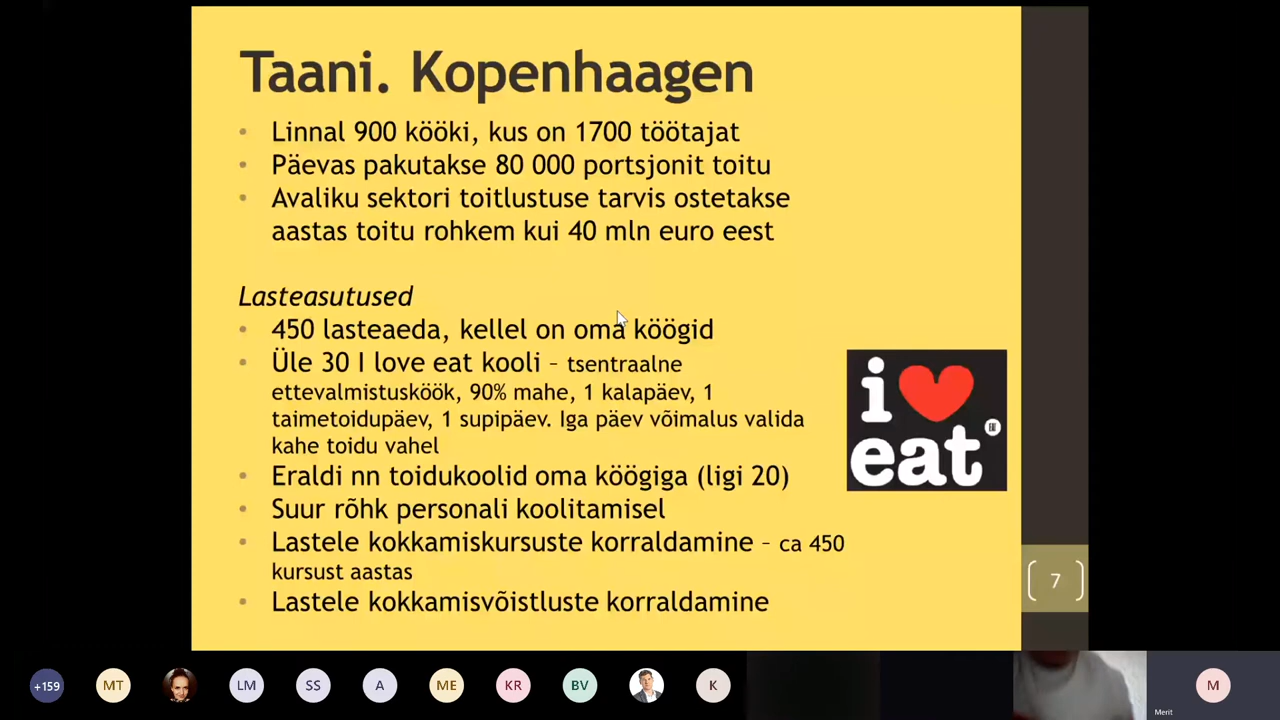 Taani. Kopenhaagen
• Linnal 900 kööki, kus on 1700 töötajat
• Päevas pakutakse 80 000 portsjonit toitu
• Avaliku sektori toitlustuse tarvis ostetakse
aastas toitu rohkem kui 40 mln euro eest
Lasteasutused
• 450 lasteaeda, kellel on oma köögid
• Üle 30 I love eat kooli – tsentraalne
ettevalmistusköök, 90% mahe, 1 kalapäev, 1
taimetoidupäev, 1 supipäev. Iga päev võimalus valida
kahe toidu vahel
• Eraldi nn toidukoolid oma köögiga (ligi 20)
• Suur rõhk personali koolitamisel
• Lastele kokkamiskursuste korraldamine – ca 450
kursust aastas
• Lastele kokkamisvõistluste korraldamine
i
eat
7
+159 MT LM SS A ME KR BV K M
Merit